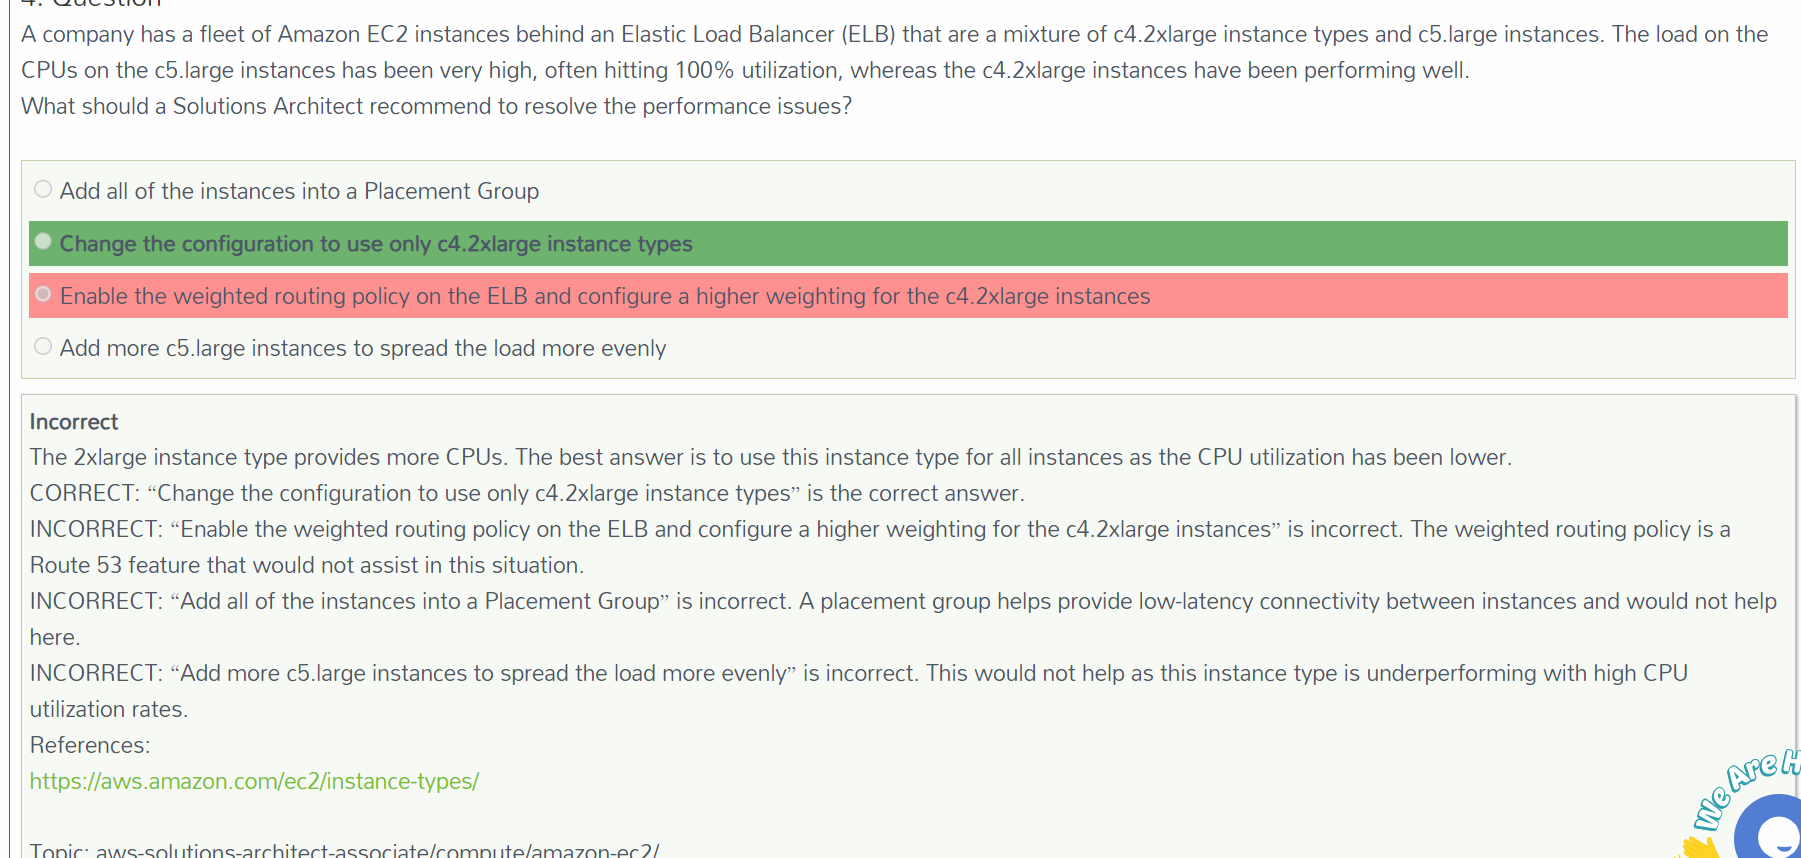 4. Question
A company has a fleet of Amazon EC2 instances behind an Elastic Load Balancer (ELB) that are a mixture of c4.2xlarge instance types and c5.large instances. The load on the
CPUs on the c5.large instances has been very high, often hitting 100% utilization, whereas the c4.2xlarge instances have been performing well.
What should a Solutions Architect recommend to resolve the performance issues?
Add all of the instances into a Placement Group
Change the configuration to use only c4.2xlarge instance types
Enable the weighted routing policy on the ELB and configure a higher weighting for the c4.2xlarge instances
Add more c5.large instances to spread the load more evenly
Incorrect
The 2xlarge instance type provides more CPUs. The best answer is to use this instance type for all instances as the CPU utilization has been lower.
CORRECT: “Change the configuration to use only c4.2xlarge instance types” is the correct answer.
INCORRECT: “Enable the weighted routing policy on the ELB and configure a higher weighting for the c4.2xlarge instances” is incorrect. The weighted routing policy is a
Route 53 feature that would not assist in this situation.
INCORRECT: “Add all of the instances into a Placement Group” is incorrect. A placement group helps provide low-latency connectivity between instances and would not help
here.
INCORRECT: “Add more c5.large instances to spread the load more evenly” is incorrect. This would not help as this instance type is underperforming with high CPU
utilization rates.
References:
https://aws.amazon.com/ec2/instance-types/
We Are H
Topic: aws-solutions-architect-associate/compute/amazon-ec2/